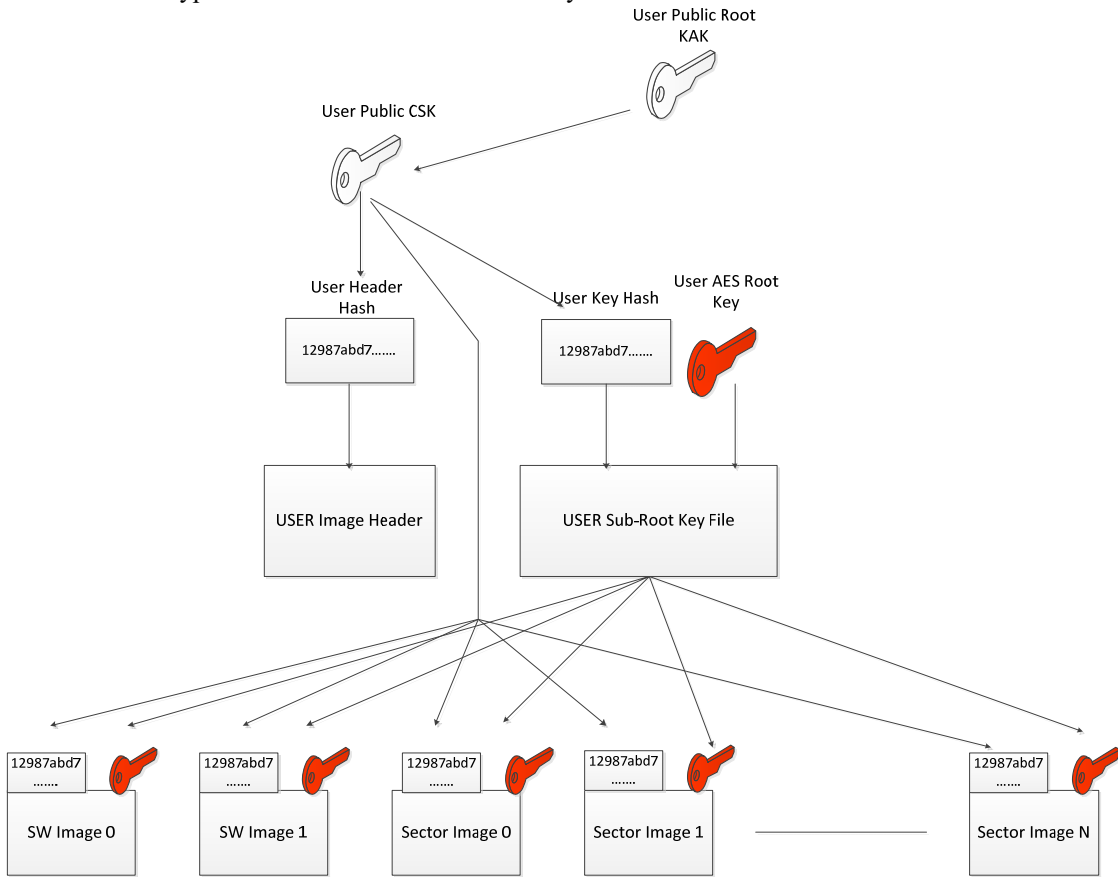 User Public Root
KAK
User Public CSK
User Header
Hash
User Key Hash
User AES Root
Key
12987abd7.......
12987abd7.......
USER Image Header
USER Sub-Root Key File
12987abd7
.......
12987abd7
.......
12987abd7
.......
12987abd7
.......
12987abd7
.......
SW Image 0
SW Image 1
Sector Image 0
Sector Image 1
Sector Image N